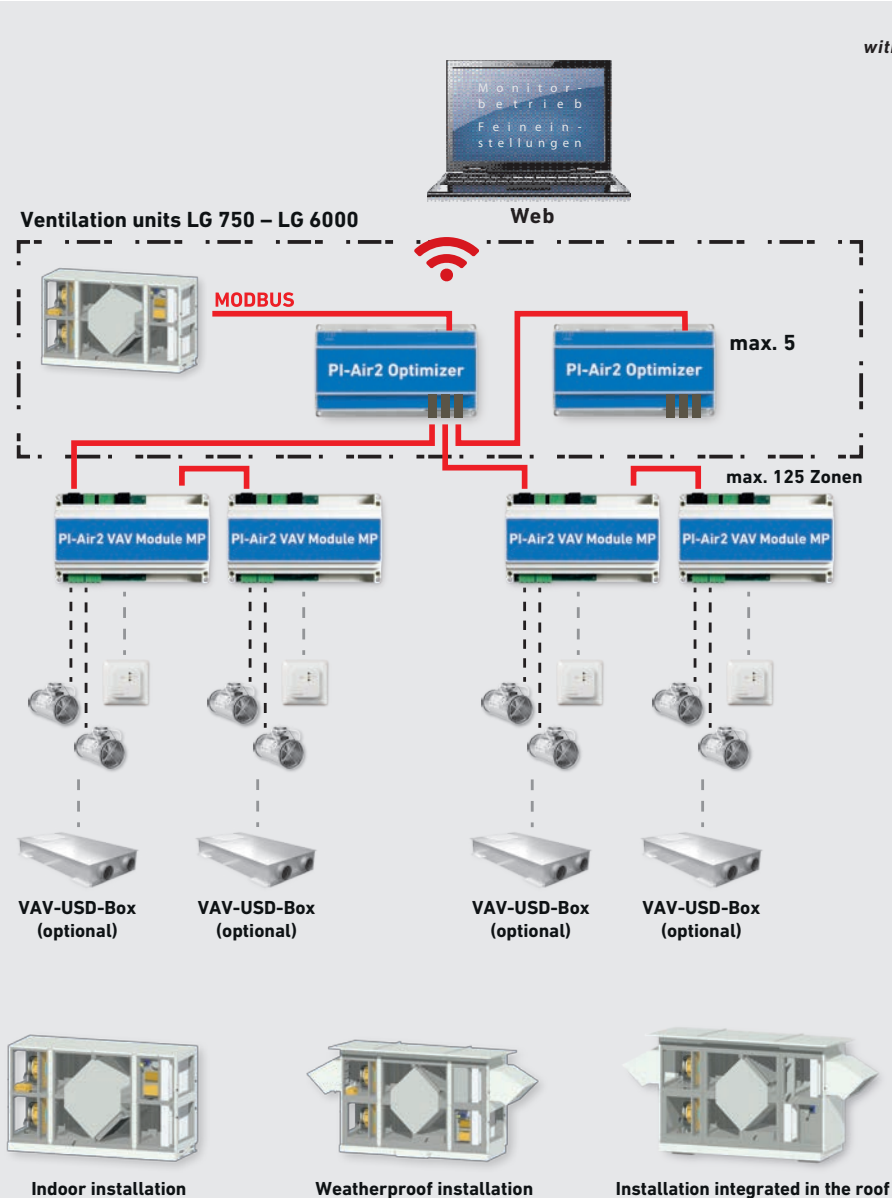 with
Monitor-
betrieb
Feinein-
stellungen
Web
Ventilation units LG 750 – LG 6000
MODBUS
PI-Air2 Optimizer
PI-Air2 Optimizer
max. 5
max. 125 Zonen
PI-Air2 VAV Module MP
PI-Air2 VAV Module MP
PI-Air2 VAV Module MP
PI-Air2 VAV Module MP
VAV-USD-Box
(optional)
VAV-USD-Box
(optional)
VAV-USD-Box
(optional)
VAV-USD-Box
(optional)
Indoor installation
Weatherproof installation
Installation integrated in the roof